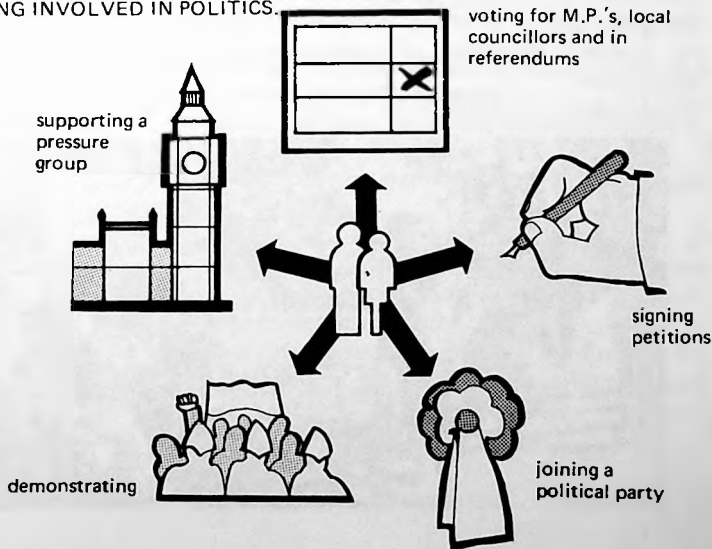 NG INVOLVED IN POLITICS.
voting for M.P.'s, local
councillors and in
referendums
supporting a
pressure
group
signing
petitions
demonstrating
joining a
political party